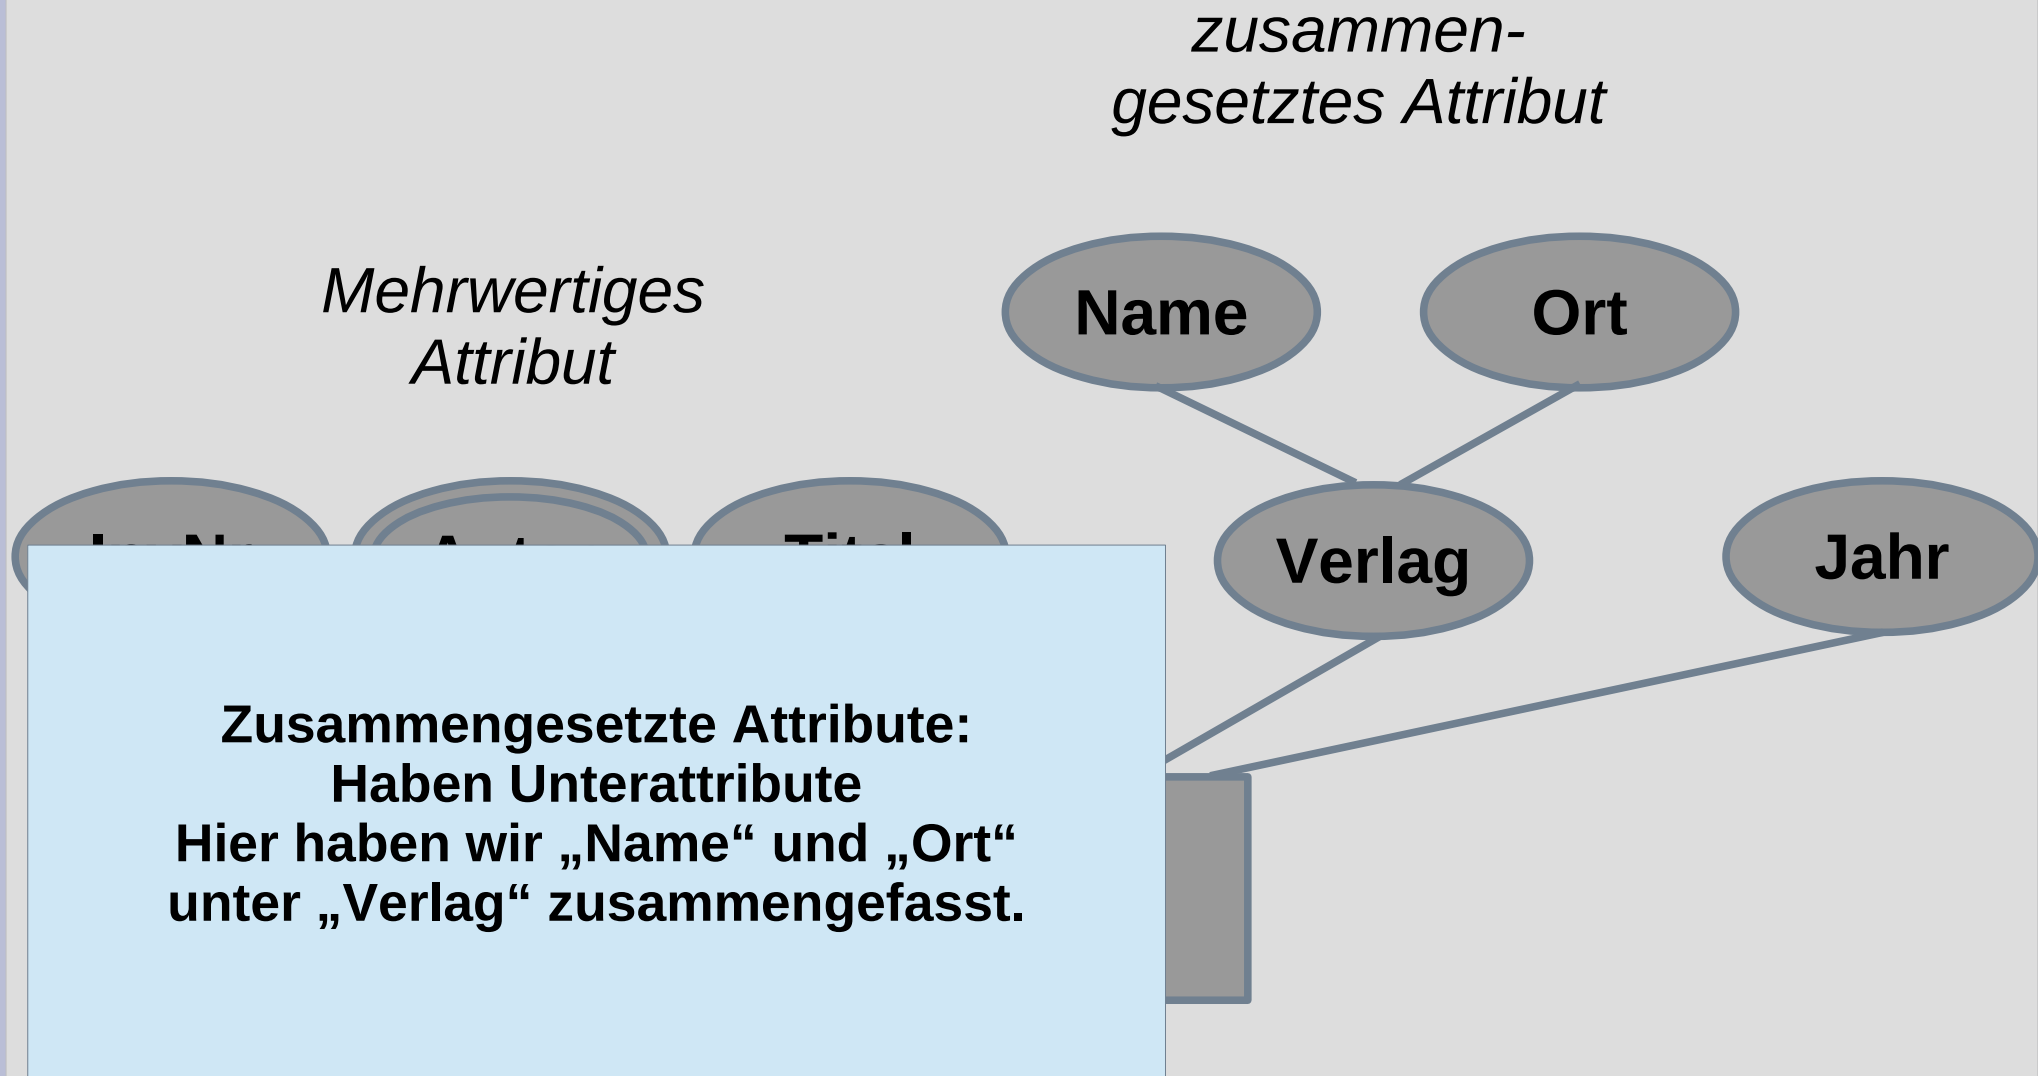 zusammen-
gesetztes Attribut
Mehrwertiges
Attribut
Name
Ort
Titel
Verlag
Jahr
Zusammengesetzte Attribute:
Haben Unterattribute
Hier haben wir „Name“ und „Ort“
unter „Verlag“ zusammengefasst.